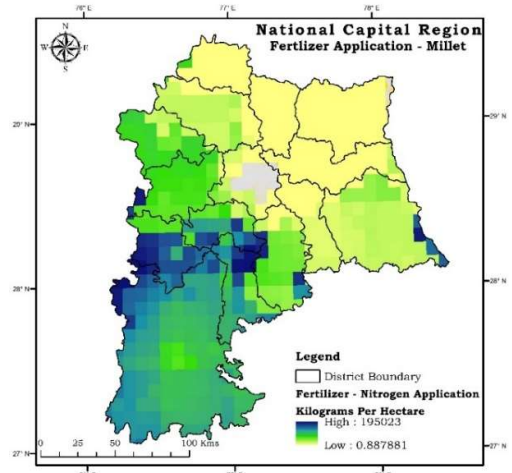 76° E 77° E 78° E
National Capital Region
Fertlizer Application - Millet
N
W E
S
29° N 29° N
28° N 28° N
27° N 27° N
Legend
District Boundary
Fertilizer - Nitrogen Application
Kilograms Per Hectare
High : 195023
Low : 0.887881
0 25 50 100 Kms